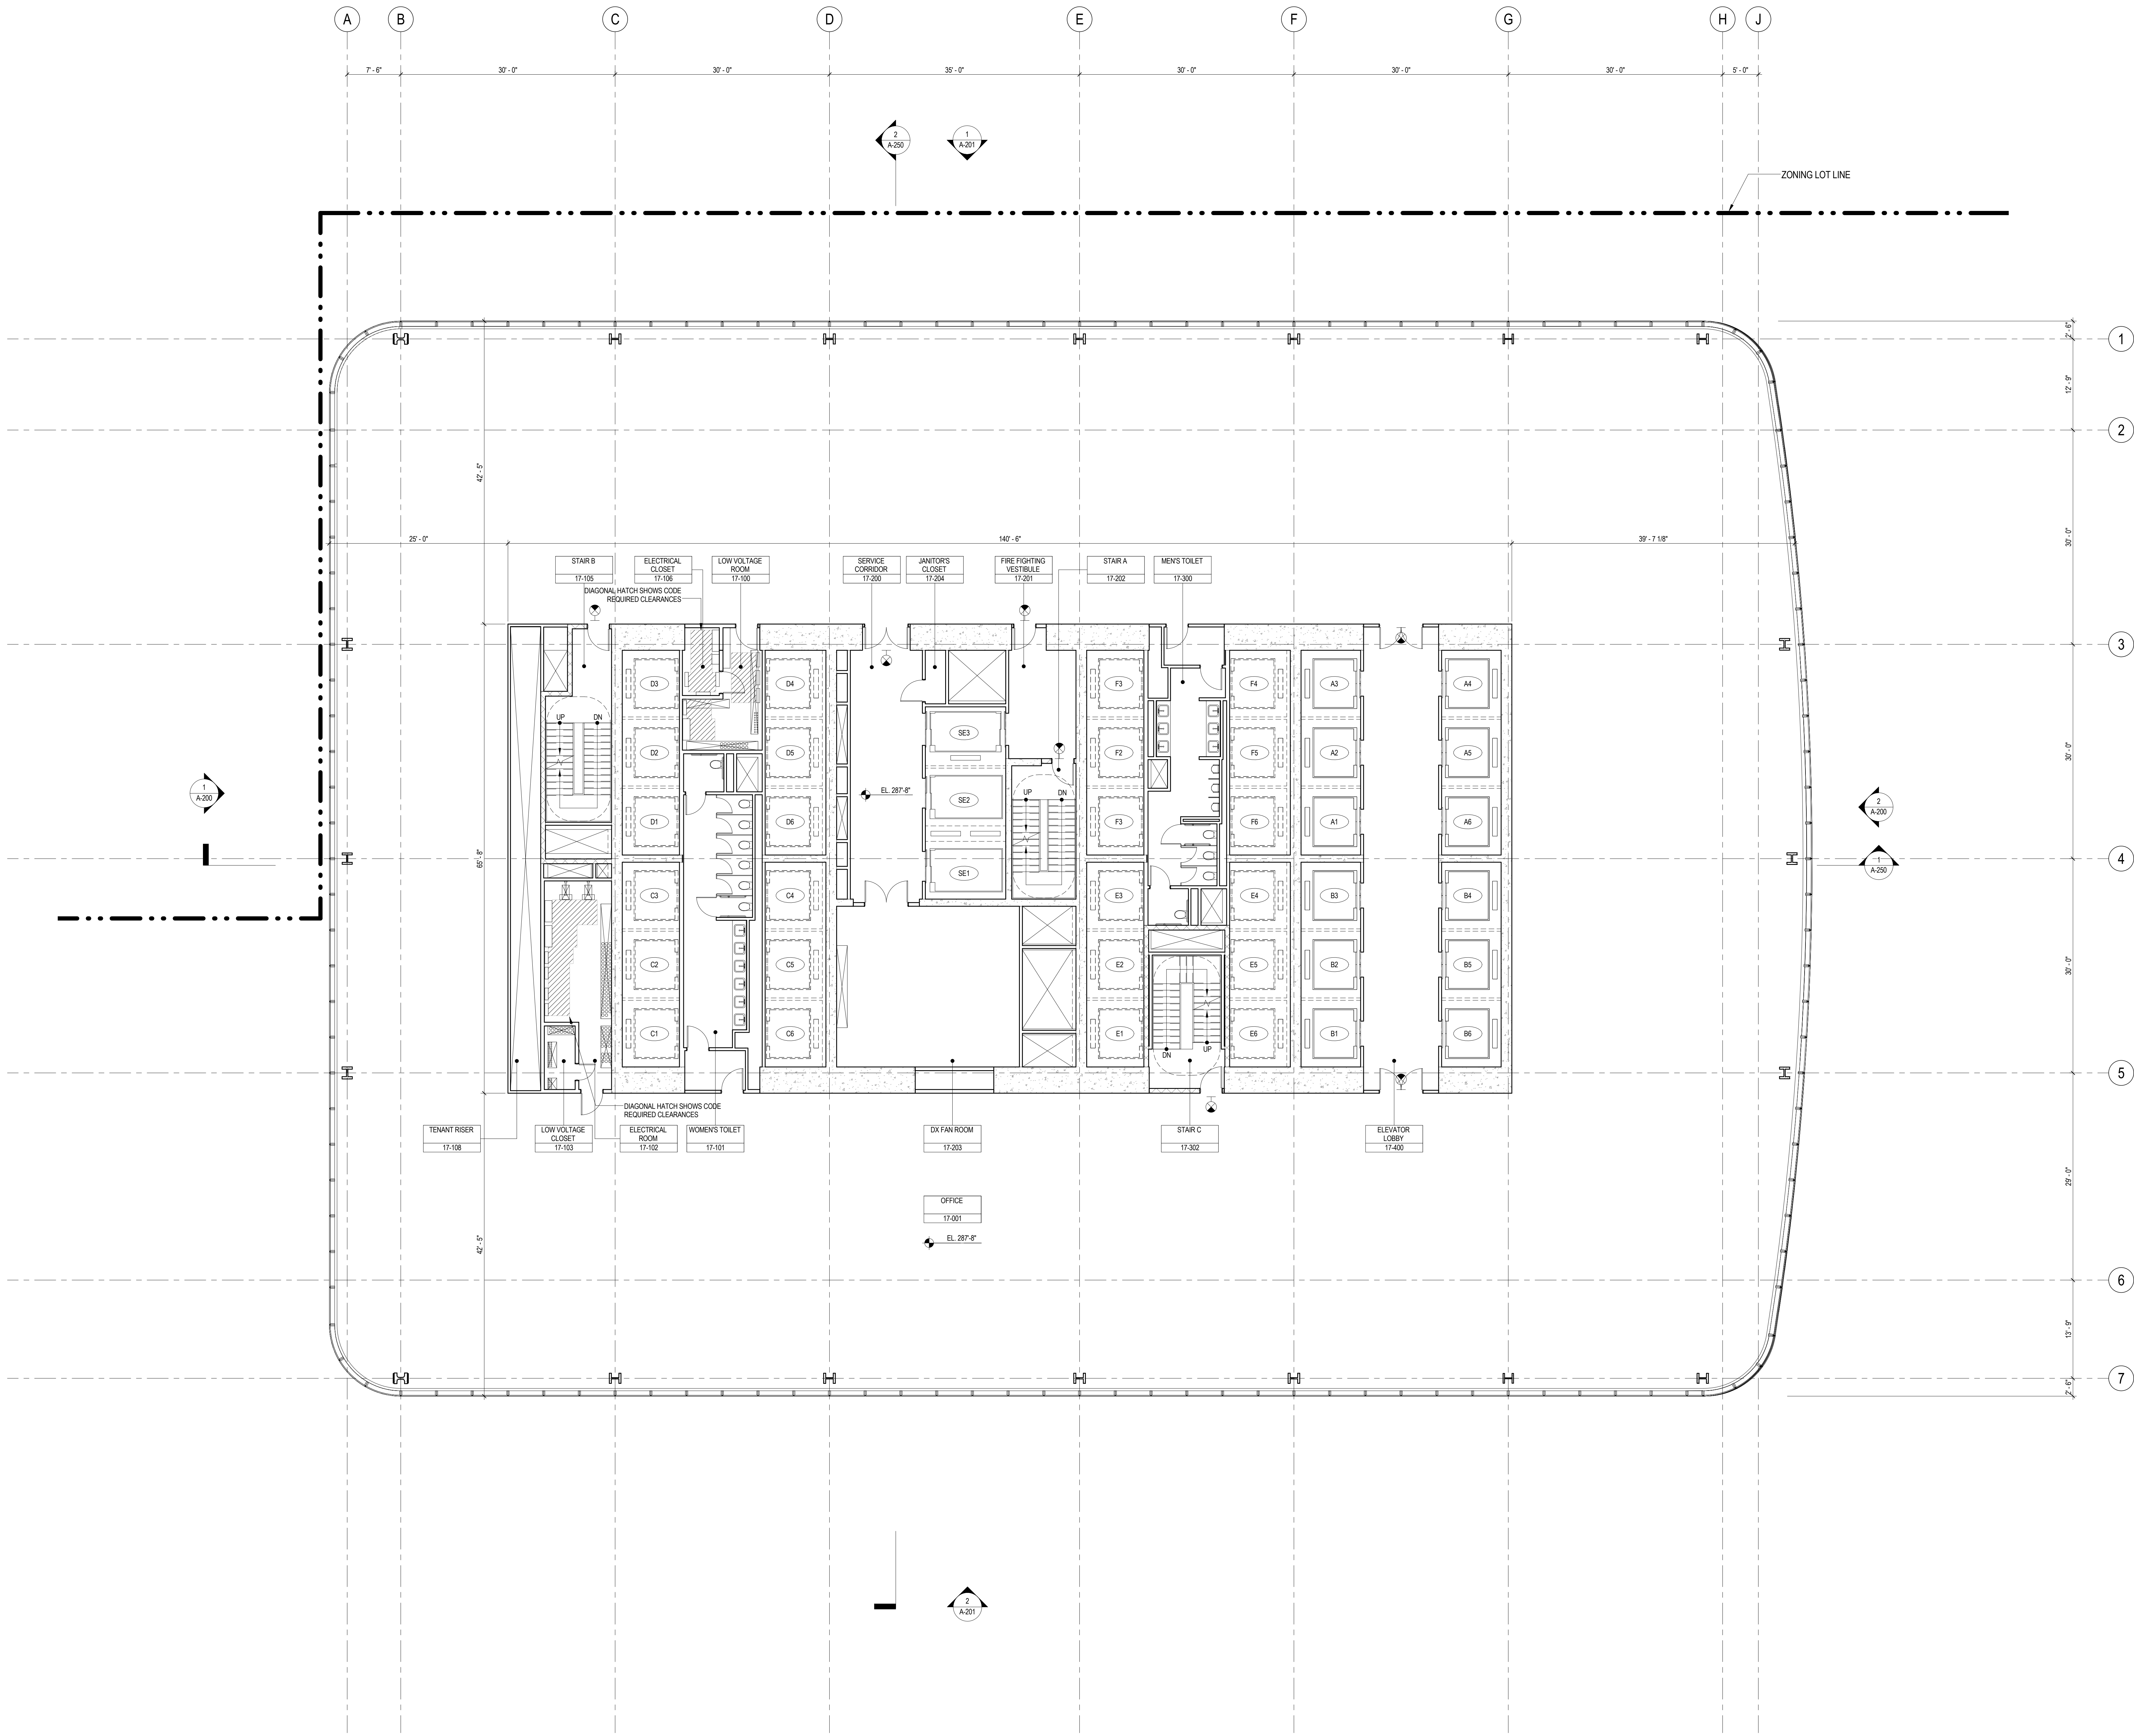 A
B
C
D
E
F
G
H
J
7' - 6"
30' - 0"
30' - 0"
35' - 0"
30' - 0"
30' - 0"
30' - 0"
5' - 0"
2
A-250
1
A-201
ZONING LOT LINE
2' - 6"
1
12' - 9"
2
42' - 5"
30' - 0"
25' - 0"
140' - 6"
39' - 7 1/8"
STAIR B
17-105
ELECTRICAL
CLOSET
17-106
LOW VOLTAGE
ROOM
17-100
SERVICE
CORRIDOR
17-200
JANITOR'S
CLOSET
17-204
FIRE FIGHTING
VESTIBULE
17-201
STAIR A
17-202
MEN'S TOILET
17-300
DIAGONAL HATCH SHOWS CODE
REQUIRED CLEARANCES
3
D3
D4
F3
F4
A3
A4
UP
DN
SE3
D2
D5
F2
F5
A2
A5
30' - 0"
1
A-200
EL. 287'-8"
SE2
UP
DN
2
A-200
D1
D6
F3
F6
A1
A6
65' - 8"
4
1
A-250
SE1
C3
C4
E3
E4
B3
B4
C2
C5
E2
E5
B2
B5
30' - 0"
C1
C6
E1
E6
B1
B6
DN
UP
5
DIAGONAL HATCH SHOWS CODE
REQUIRED CLEARANCES
TENANT RISER
17-108
LOW VOLTAGE
CLOSET
17-103
ELECTRICAL
ROOM
17-102
WOMEN'S TOILET
17-101
DX FAN ROOM
17-203
STAIR C
17-302
ELEVATOR
LOBBY
17-400
29' - 0"
OFFICE
17-001
EL. 287'-8"
42' - 5"
6
13' - 9"
7
2' - 6"
2
A-201